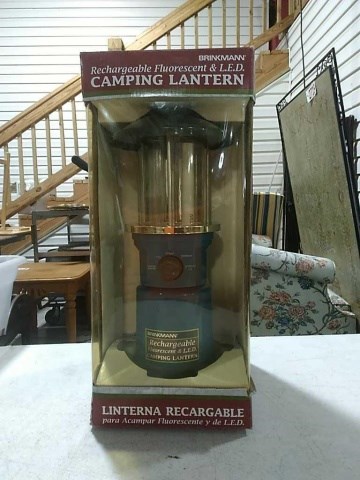 BRINKMANN
Rechargeable Fluorescent & L.E.D.
CAMPING LANTERN
BRINKMANN
Rechargeable
Fluorescent & L.E.D.
CAMPING LANTERN
LINTERNA RECARGABLE
para Acampar Fluorescente y de L.E.D.